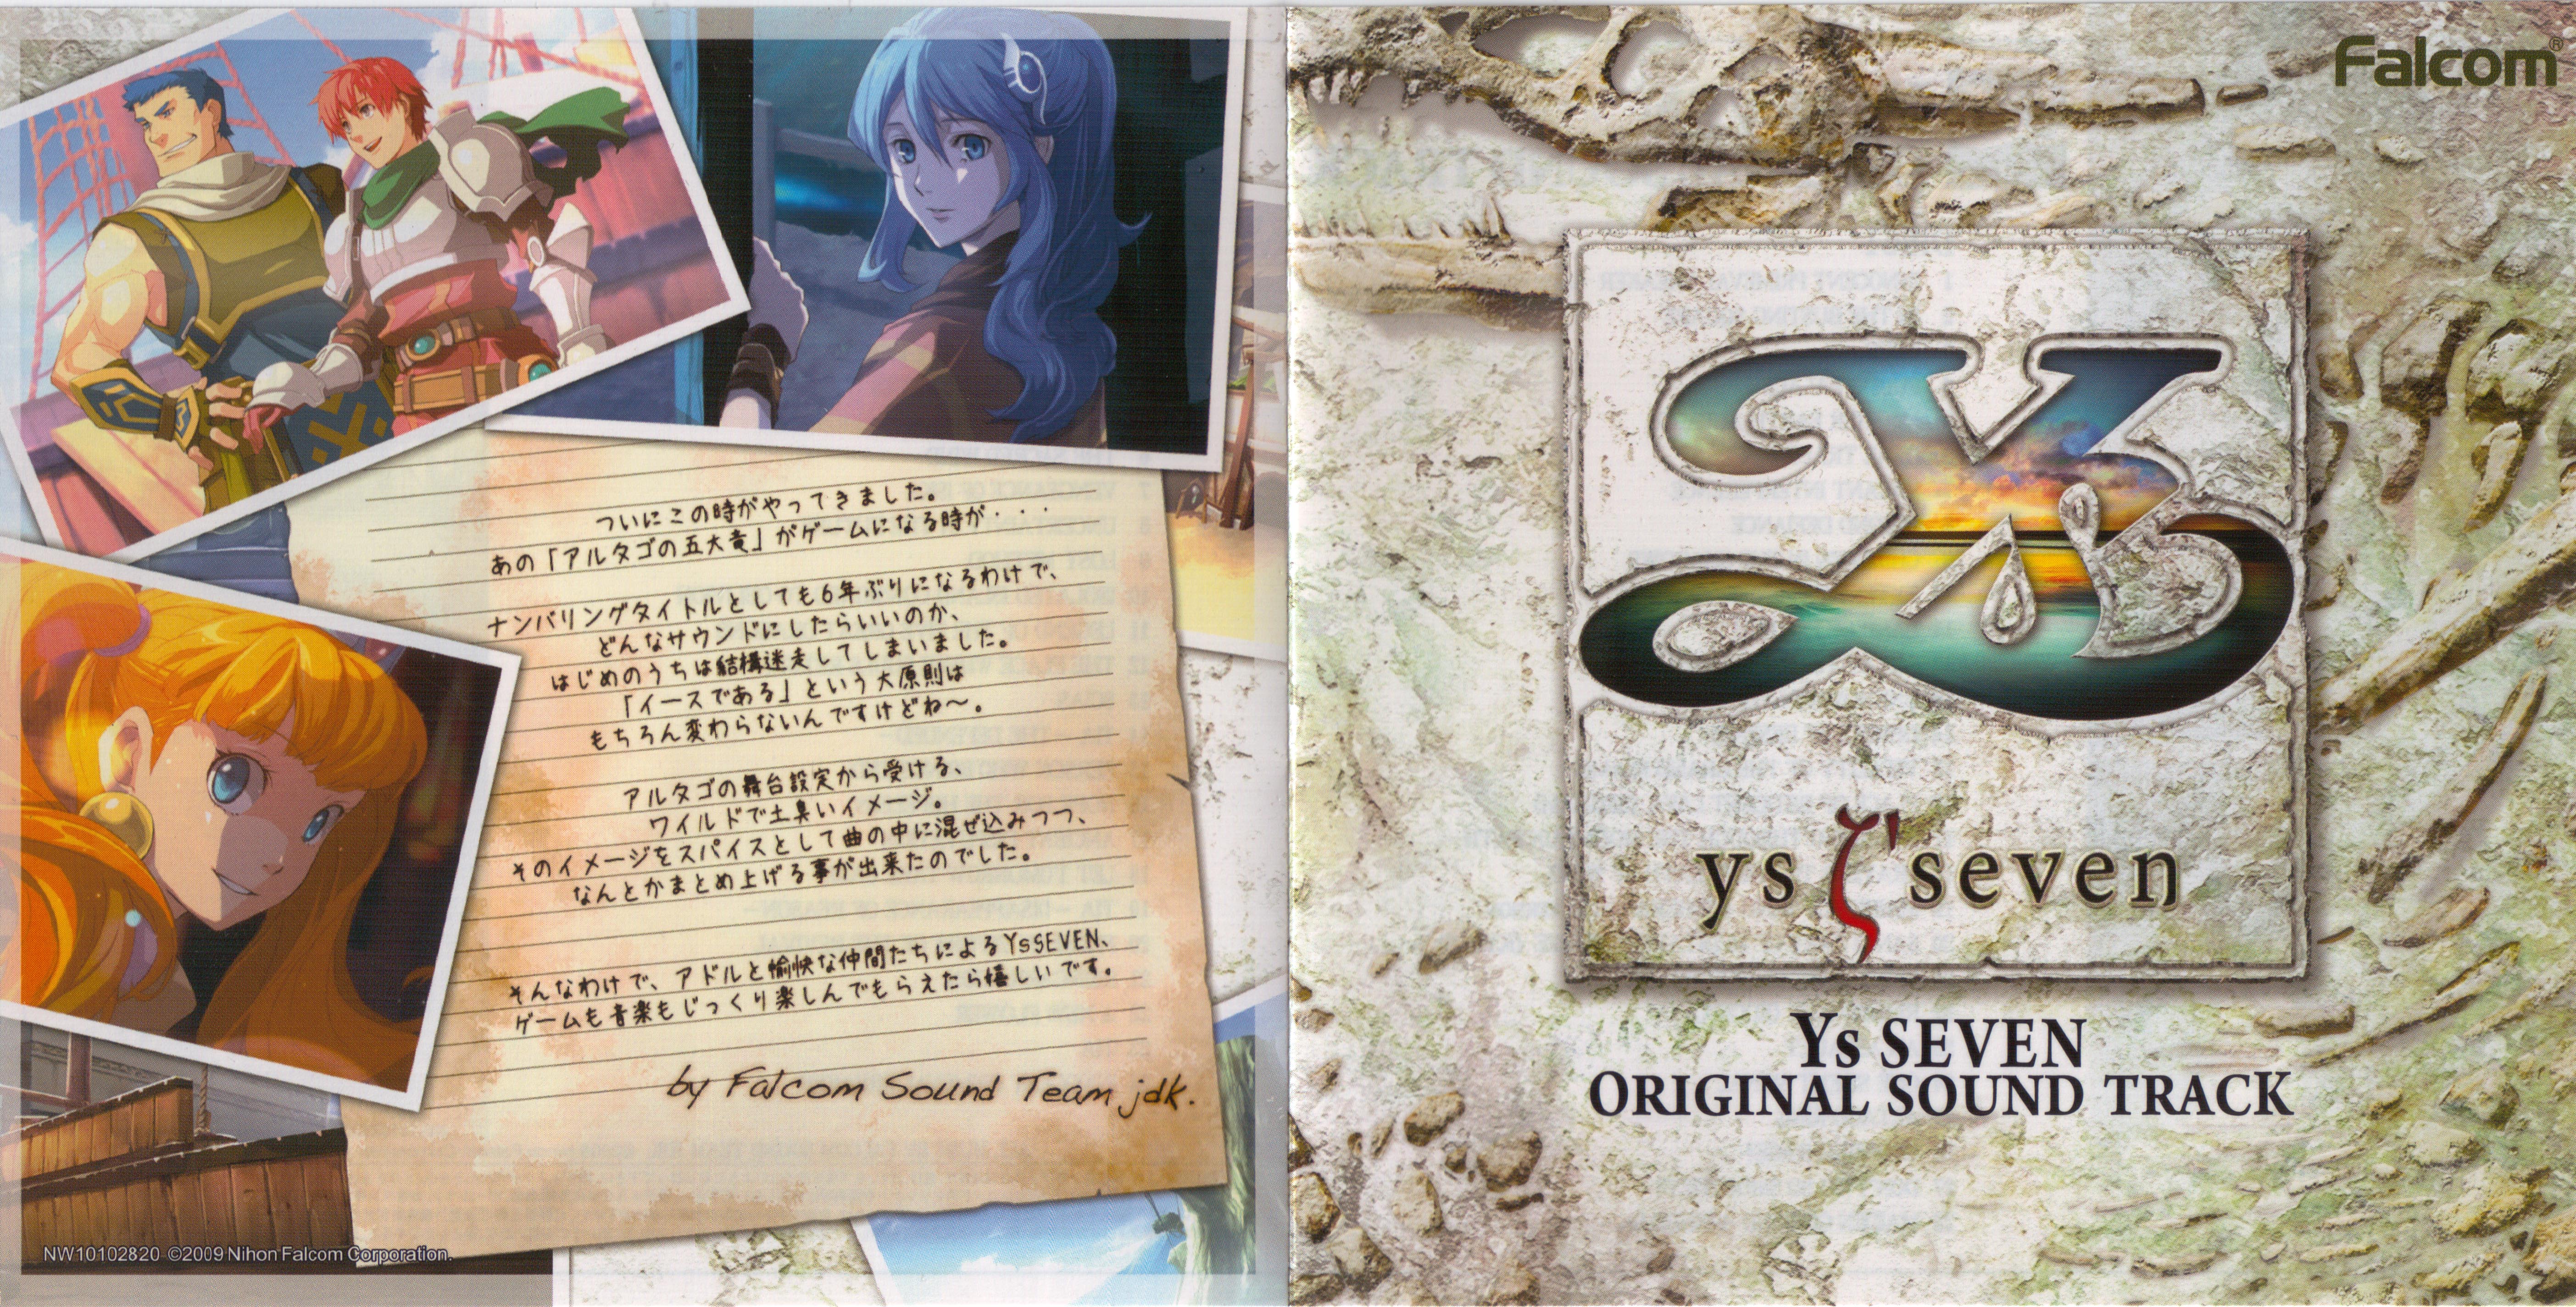 ついにこの時がやってきました。
あの「アルタゴの五大竜」がゲームになる時が・・・
ナンバリングタイトルとしても6年ぶりになるわけで、
どんなサウンドにしたらいいのか、
はじめのうちは結構迷走してしまいました。
「イースである」という大原則は
もちろん変わらないんですけどね〜。
アルタゴの舞台設定から受ける、
ワイルドで土臭いイメージ。
そのイメージをスパイスとして曲の中に混ぜ込みつつ、
なんとかまとめ上げる事が出来たのでした。
そんなわけで、アドルと愉快な仲間たちによるYsSEVEN、
ゲームも音楽もじっくり楽しんでもらえたら嬉しいです。
by Falcom Sound Team jdk.
NW10102820 ©2009 Nihon Falcom Corporation.
Falcom®
Ys
ys ζ' seven
Ys SEVEN
ORIGINAL SOUND TRACK